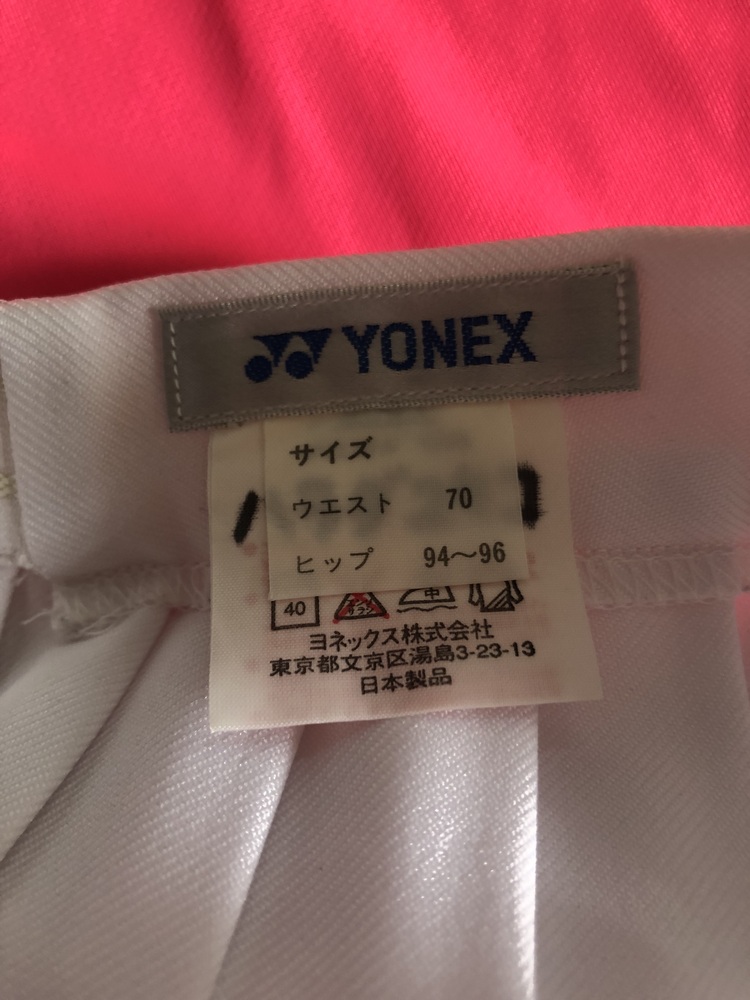 YONEX
サイズ
ウエスト 70
ヒップ 94〜96
40
ヨネックス株式会社
東京都文京区湯島3-23-13
日本製品